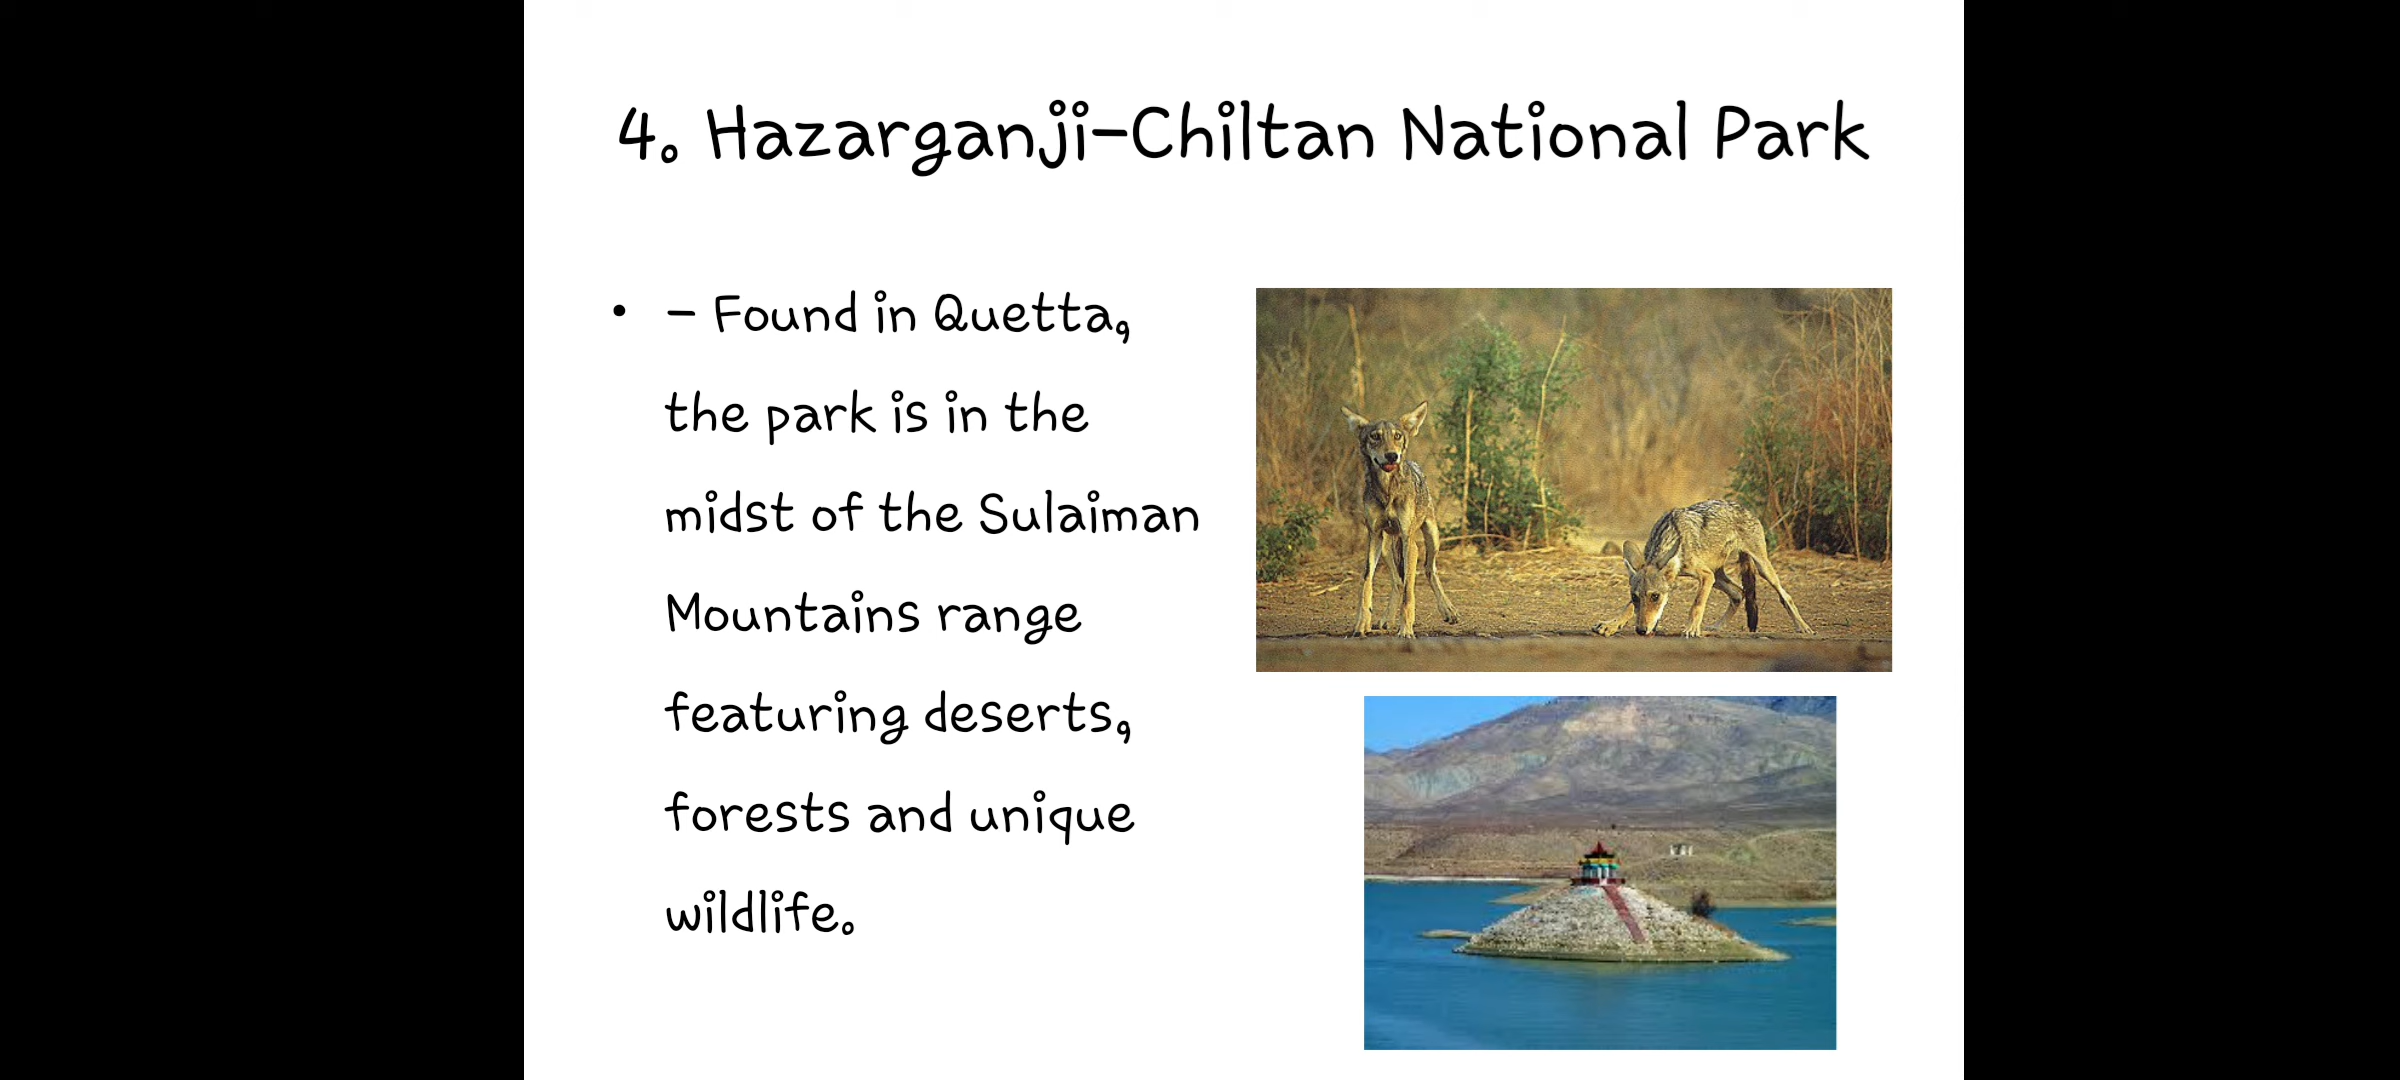 4. Hazarganji-Chiltan National Park
• - Found in Quetta,
the park is in the
midst of the Sulaiman
Mountains range
featuring deserts,
forests and unique
wildlife.